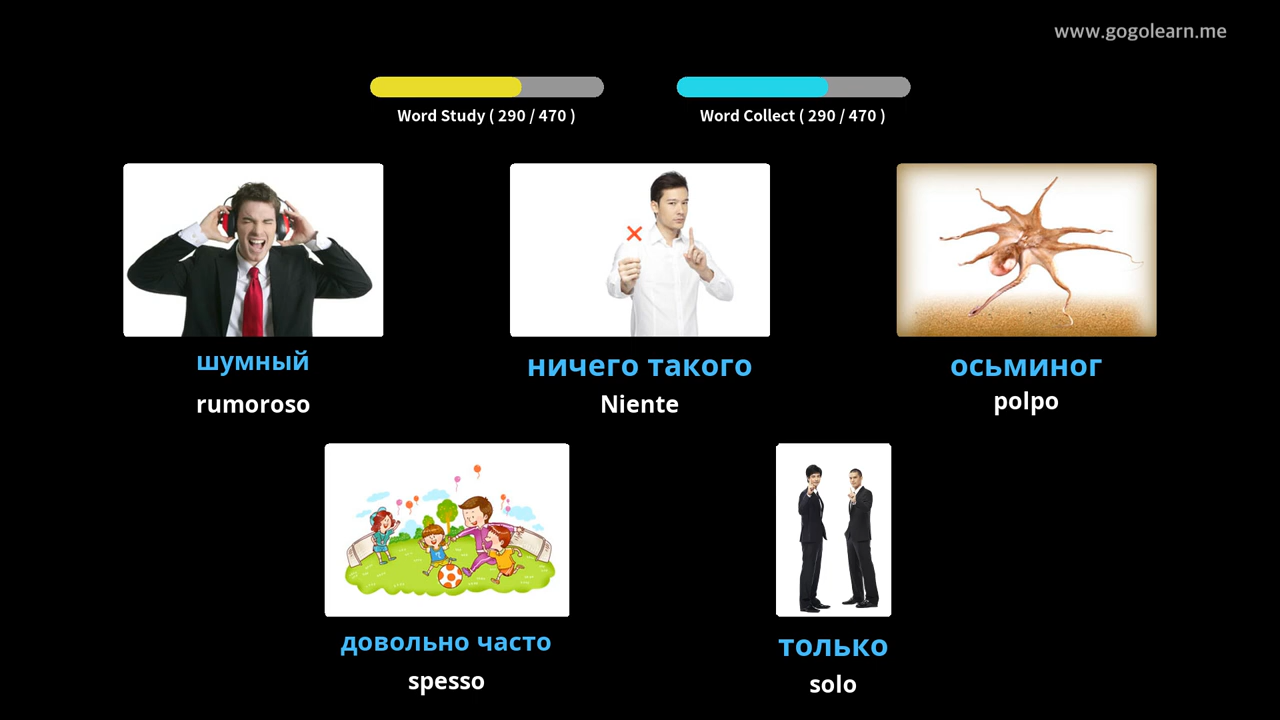 www.gogolearn.me
Word Study ( 290 / 470 )
Word Collect ( 290 / 470 )
шумный
rumoroso
ничего такого
Niente
осьминог
polpo
довольно часто
spesso
только
solo